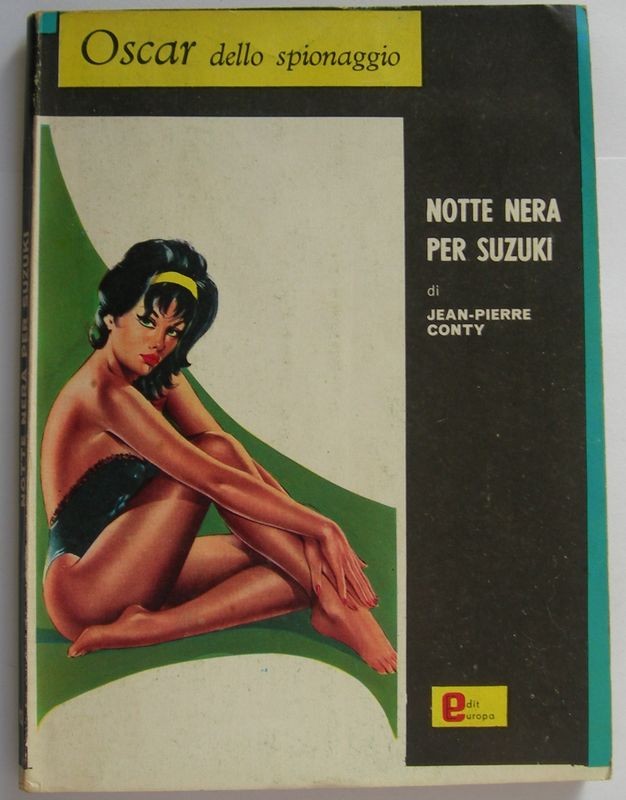 Oscar dello spionaggio
NOTTE NERA
PER SUZUKI
di
JEAN-PIERRE
CONTY
NOTTE NERA PER SUZUKI
edit
europa